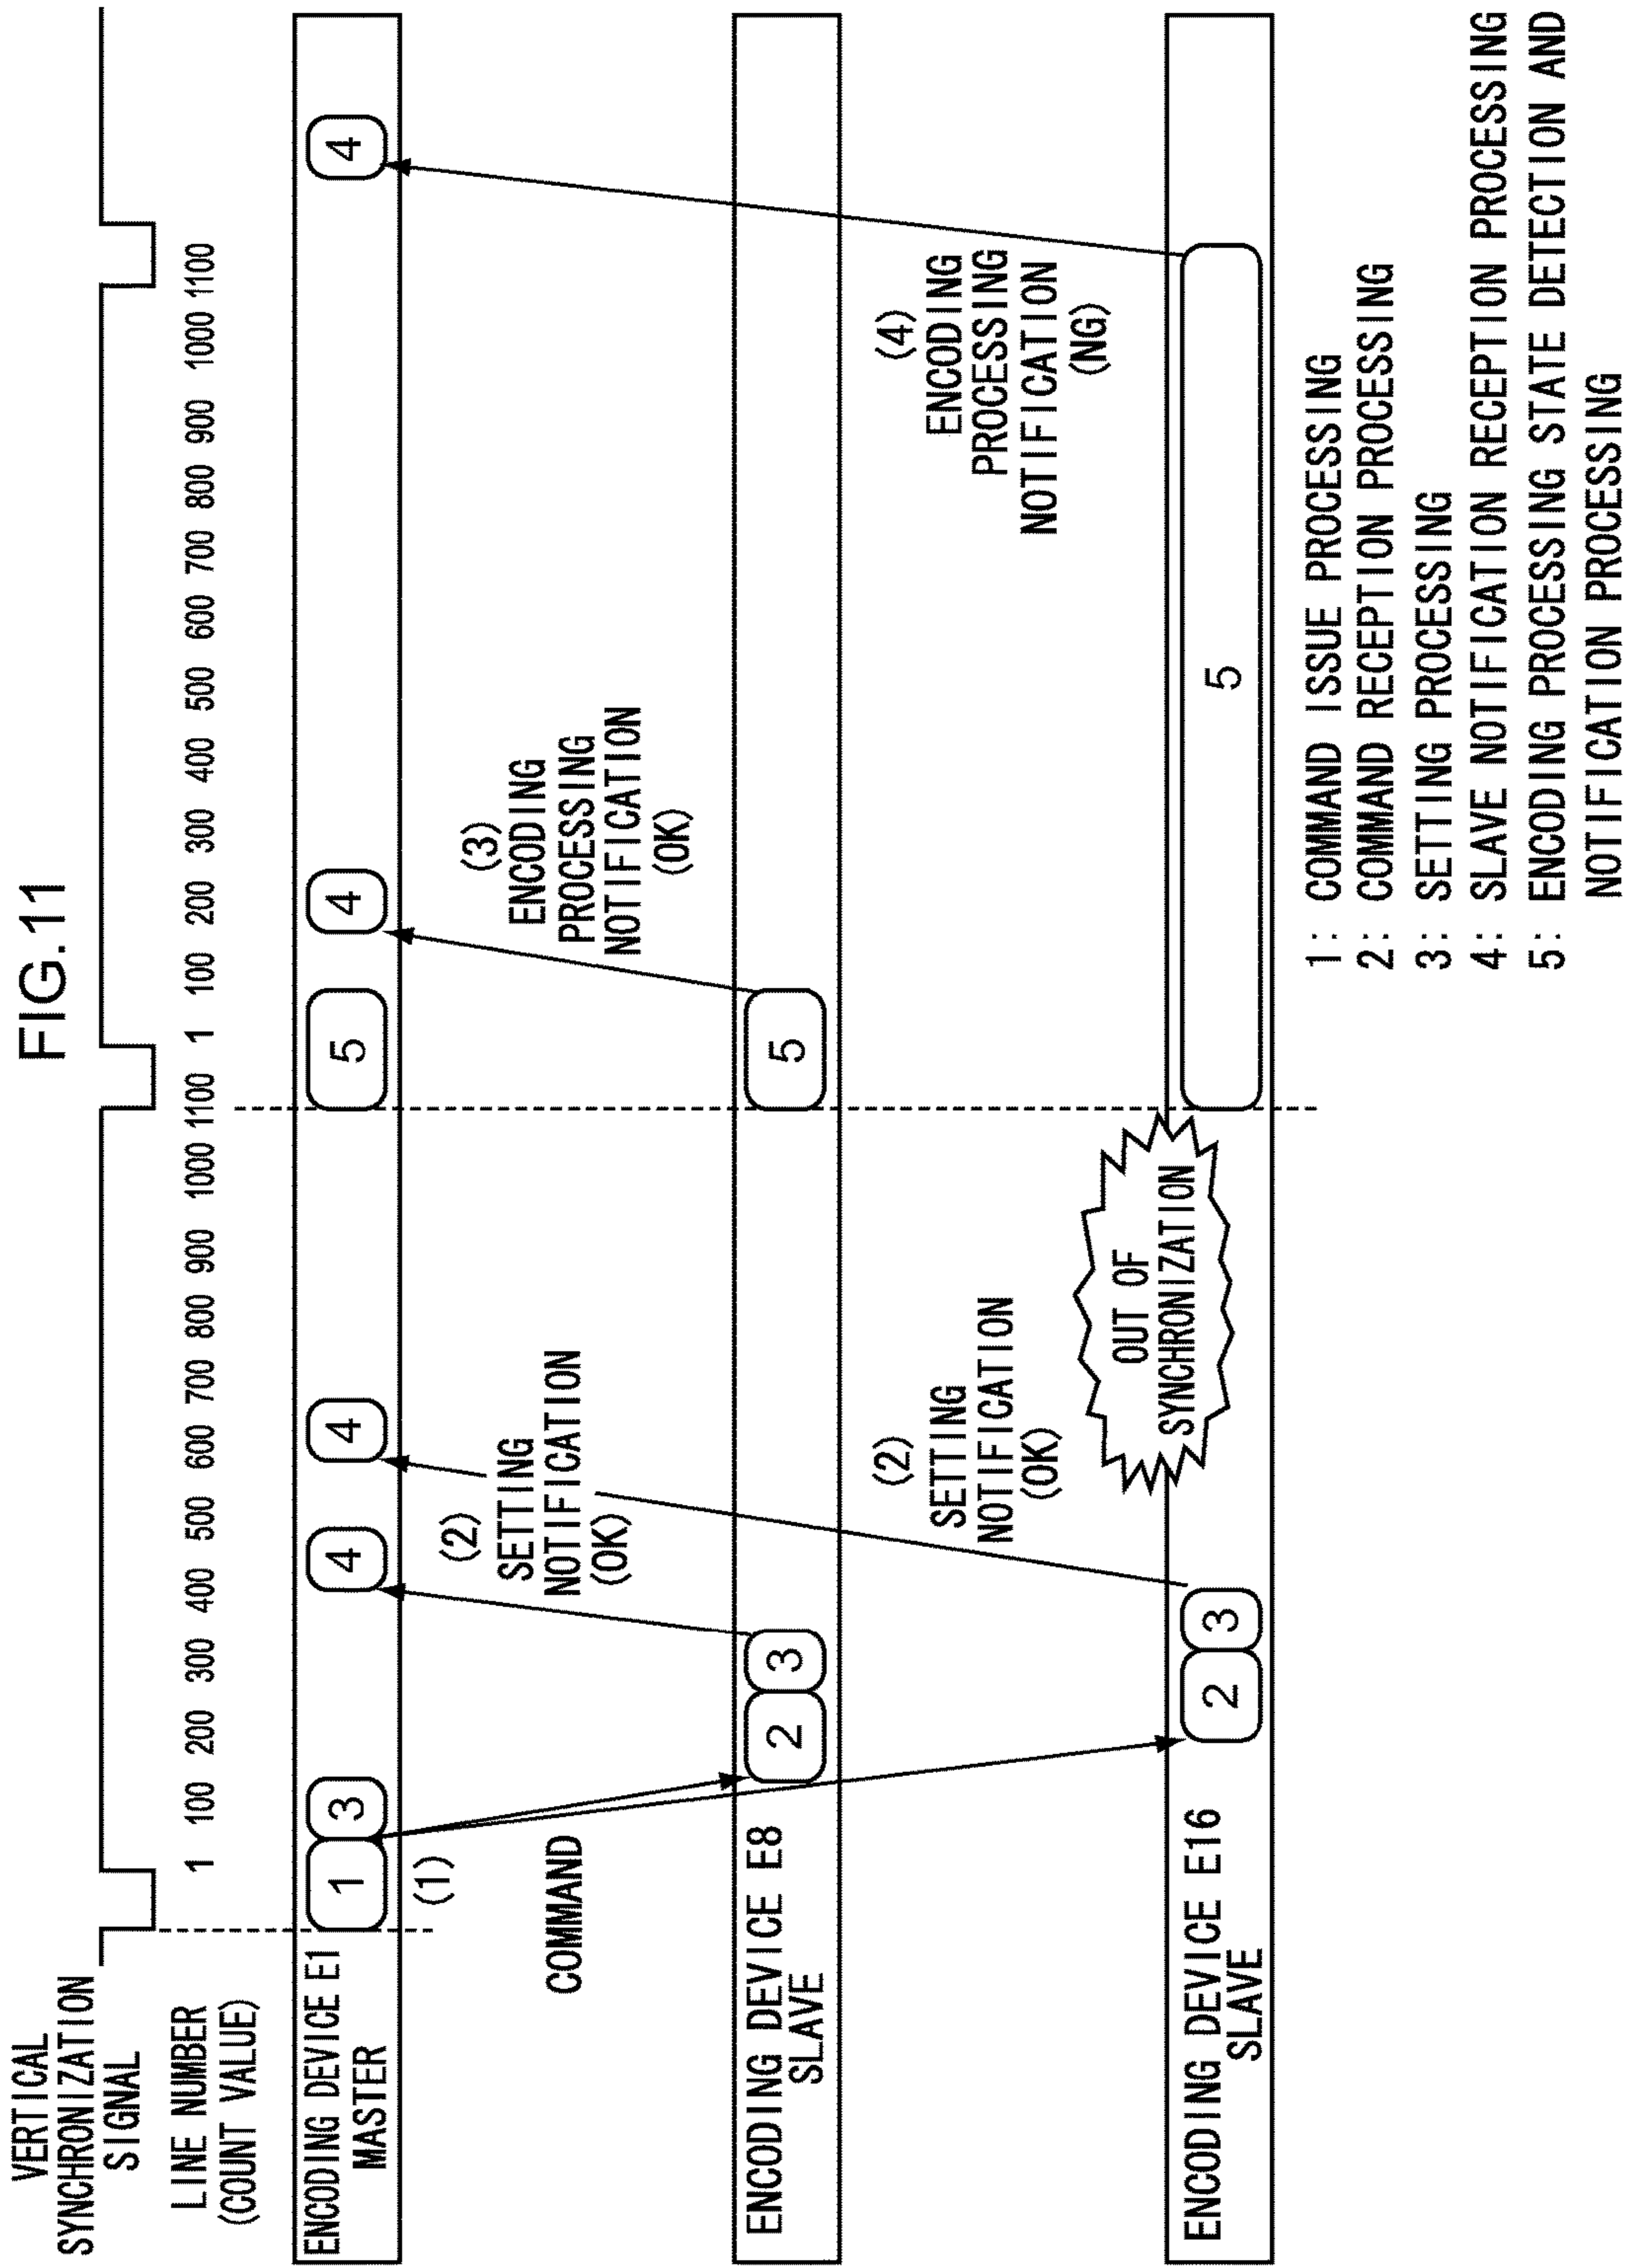 FIG.11
VERTICAL
SYNCHRONIZATION
SIGNAL
LINE NUMBER
(COUNT VALUE)
1 100 200 300 400 500 600 700 800 900 1000 1100 1 100 200 300 400 500 600 700 800 900 1000 1100
ENCODING DEVICE E1
MASTER
1 3 4 4 5 4 4
(1)
COMMAND
(2)
SETTING
NOTIFICATION
(OK)
(3)
ENCODING
PROCESSING
NOTIFICATION
(OK)
ENCODING DEVICE E8
SLAVE
2 3 5
(2)
SETTING
NOTIFICATION
(OK)
(4)
ENCODING
PROCESSING
NOTIFICATION
(NG)
OUT OF
SYNCHRONIZATION
ENCODING DEVICE E16
SLAVE
2 3 5
1: COMMAND ISSUE PROCESSING
2: COMMAND RECEPTION PROCESSING
3: SETTING PROCESSING
4: SLAVE NOTIFICATION RECEPTION PROCESSING
5: ENCODING PROCESSING STATE DETECTION AND
NOTIFICATION PROCESSING